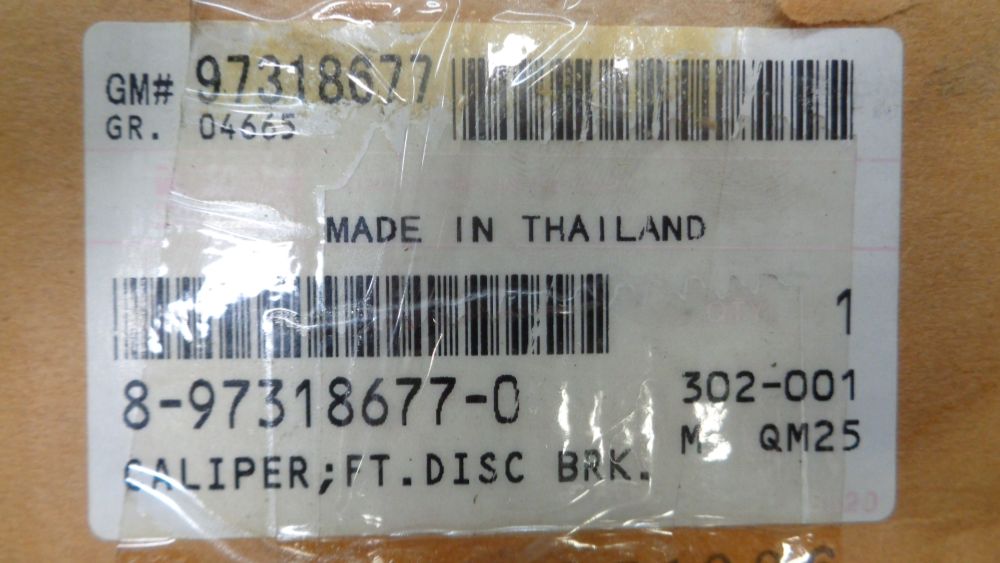 GM# 97318677
GR. 04665
MADE IN THAILAND
1
8-97318677-0
302-001
QM25
CALIPER;FT.DISC BRK.